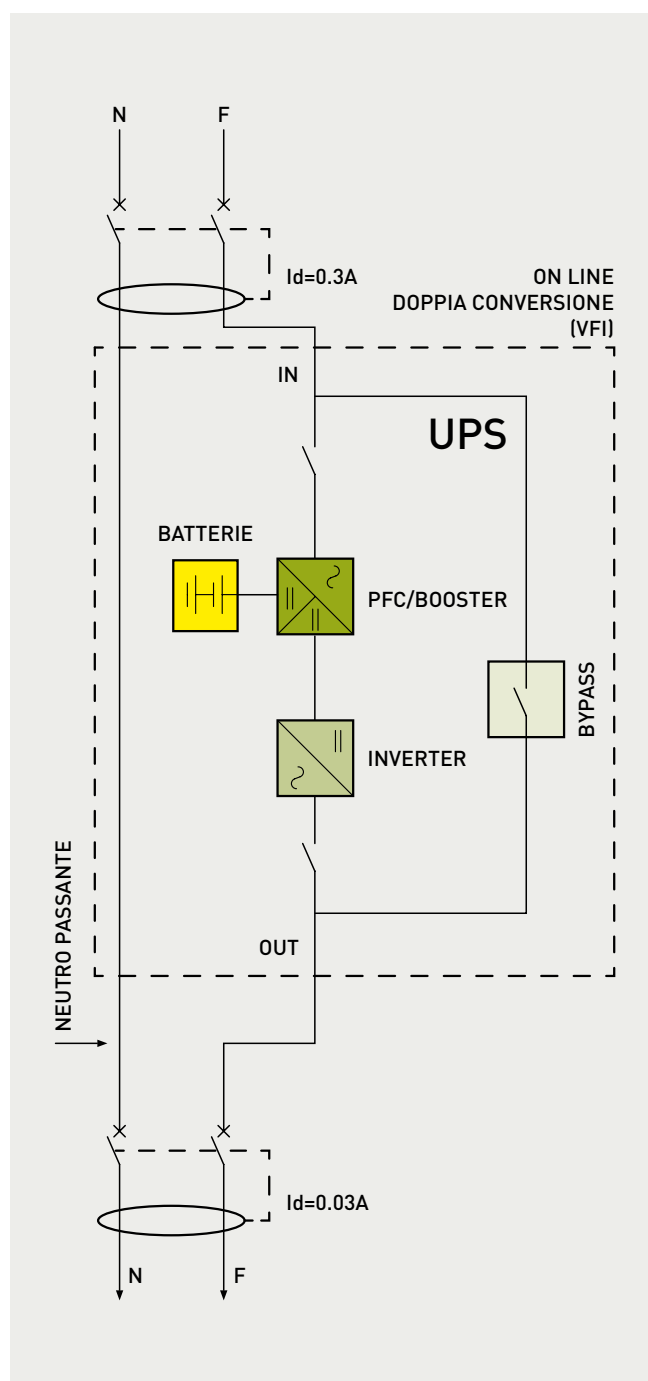 N
F
Id=0.3A
ON LINE
DOPPIA CONVERSIONE
(VFI)
IN
UPS
BATTERIE
PFC/BOOSTER
BYPASS
INVERTER
NEUTRO PASSANTE
OUT
Id=0.03A
N
F